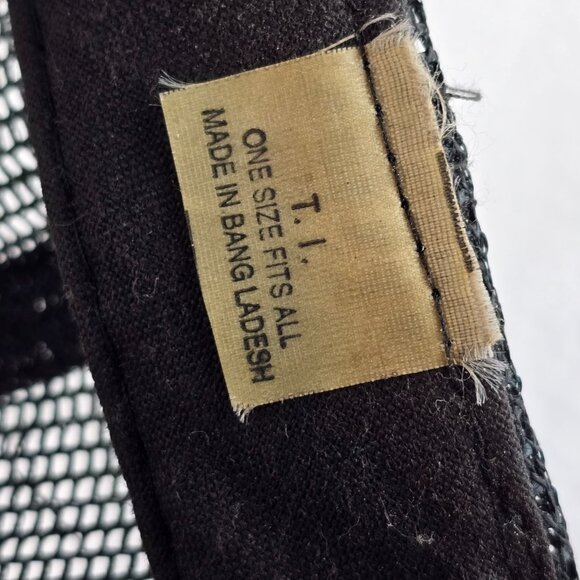 T. I.
ONE SIZE FITS ALL
MADE IN BANG LADESH